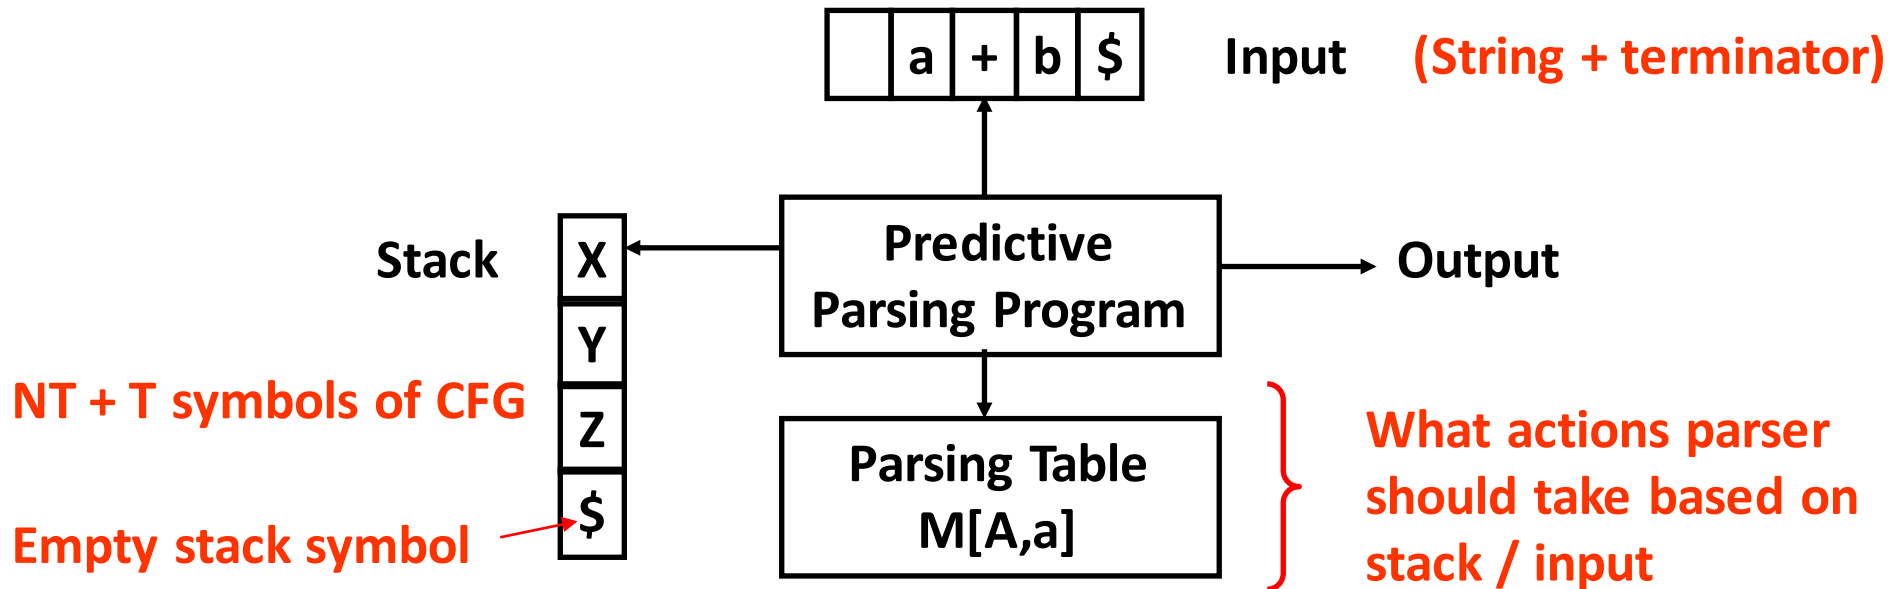 a + b $ Input (String + terminator)
Stack
X
Y
Z
$
Predictive
Parsing Program
Output
NT + T symbols of CFG
Empty stack symbol
Parsing Table
M[A,a]
What actions parser
should take based on
stack / input